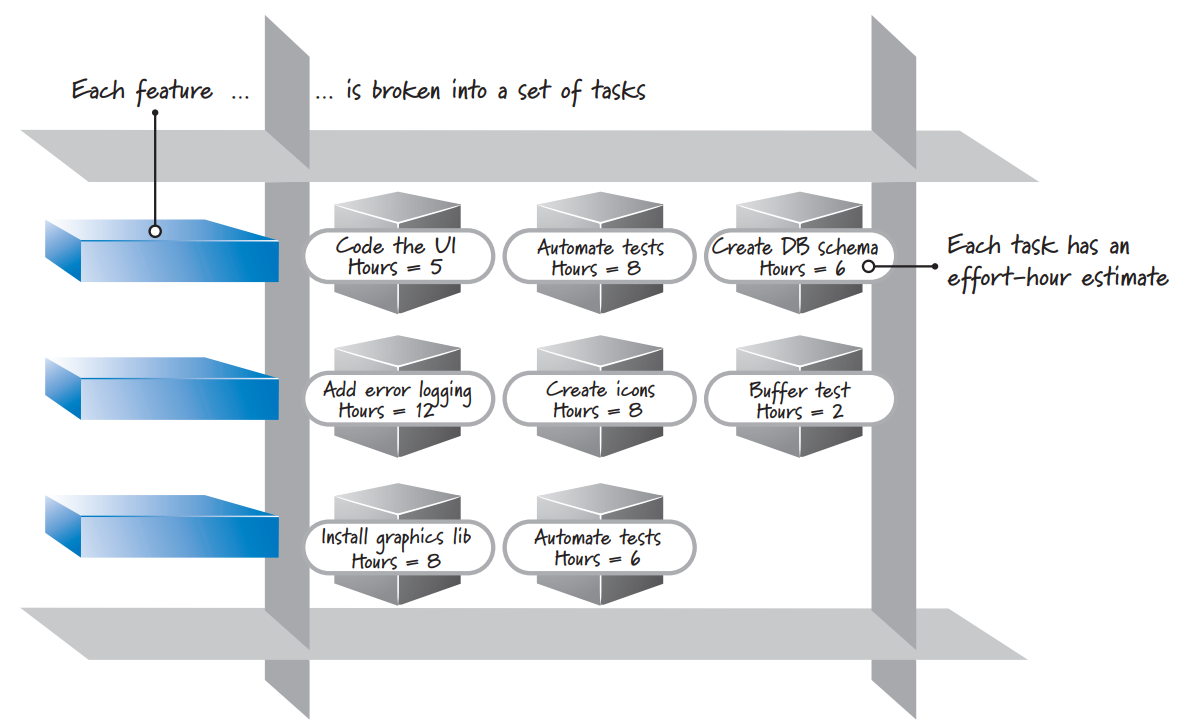 Each feature ...
... is broken into a set of tasks
Code the UI
Hours = 5
Automate tests
Hours = 8
Create DB schema
Hours = 6
Each task has an
effort-hour estimate
Add error logging
Hours = 12
Create icons
Hours = 8
Buffer test
Hours = 2
Install graphics lib
Hours = 8
Automate tests
Hours = 6